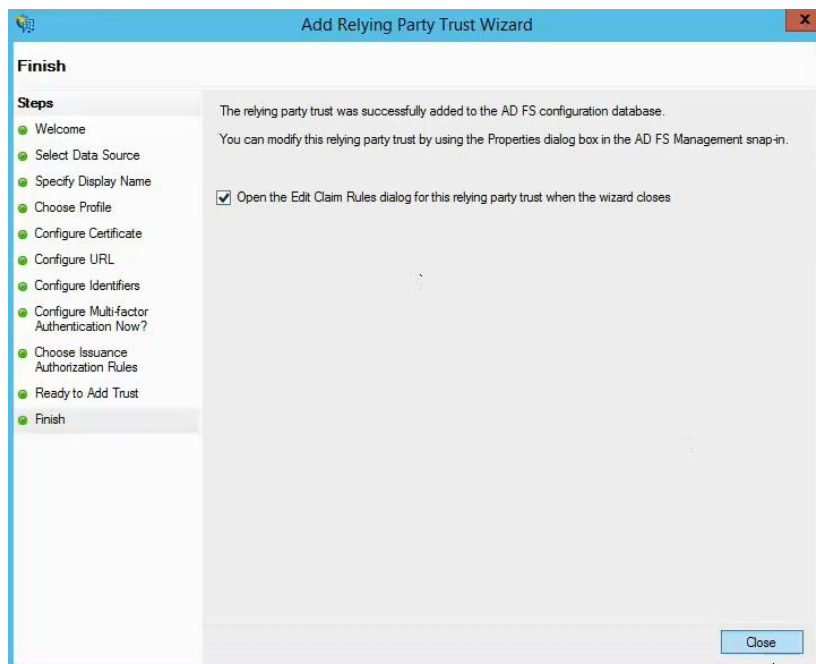 Add Relying Party Trust Wizard
x
Finish
Steps
Welcome
Select Data Source
Specify Display Name
Choose Profile
Configure Certificate
Configure URL
Configure Identifiers
Configure Multi-factor
Authentication Now?
Choose Issuance
Authorization Rules
Ready to Add Trust
Finish
The relying party trust was successfully added to the AD FS configuration database.
You can modify this relying party trust by using the Properties dialog box in the AD FS Management snap-in.
Open the Edit Claim Rules dialog for this relying party trust when the wizard closes
Close